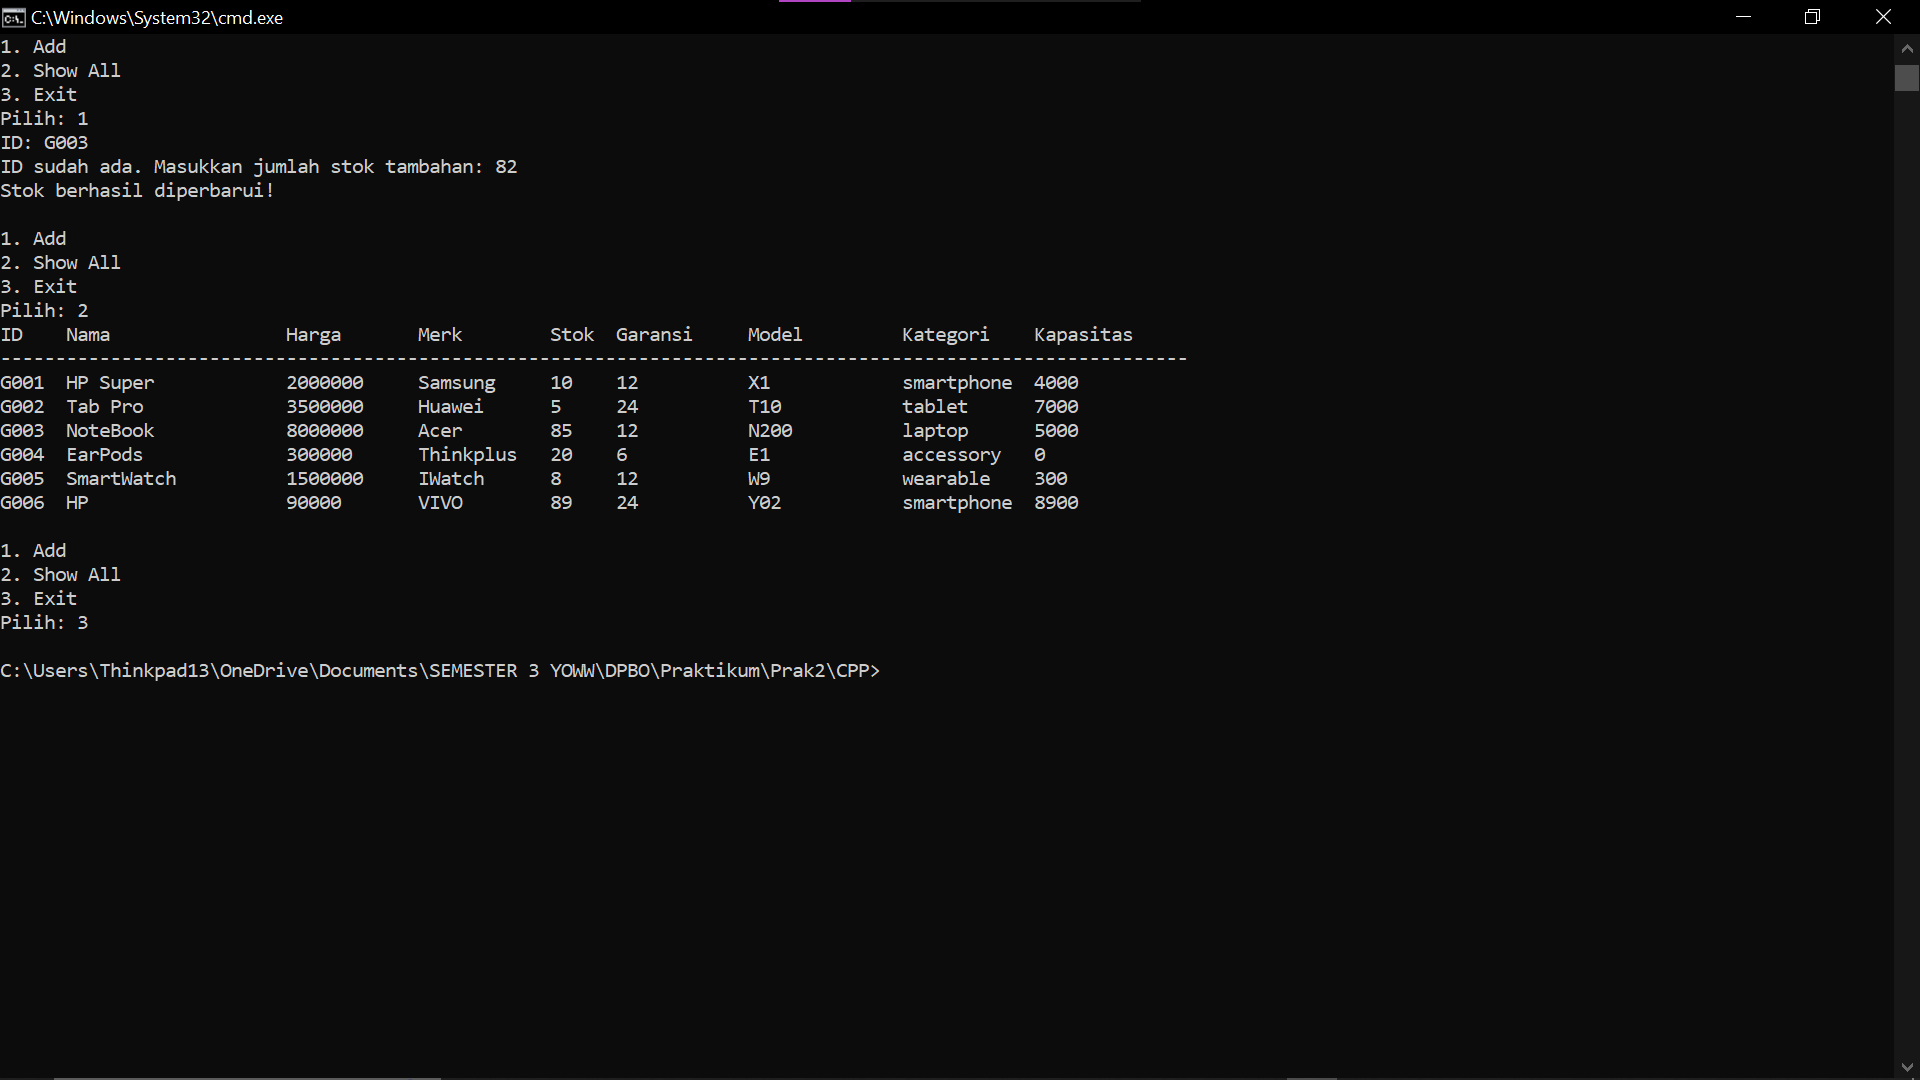 C:\Windows\System32\cmd.exe
1. Add
2. Show All
3. Exit
Pilih: 1
ID: G003
ID sudah ada. Masukkan jumlah stok tambahan: 82
Stok berhasil diperbarui!
1. Add
2. Show All
3. Exit
Pilih: 2
ID Nama Harga Merk Stok Garansi Model Kategori Kapasitas
------------------------------------------------------------------------------------------------------------
G001 HP Super 2000000 Samsung 10 12 X1 smartphone 4000
G002 Tab Pro 3500000 Huawei 5 24 T10 tablet 7000
G003 NoteBook 8000000 Acer 85 12 N200 laptop 5000
G004 EarPods 300000 Thinkplus 20 6 E1 accessory 0
G005 SmartWatch 1500000 IWatch 8 12 W9 wearable 300
G006 HP 90000 VIVO 89 24 Y02 smartphone 8900
1. Add
2. Show All
3. Exit
Pilih: 3
C:\Users\Thinkpad13\OneDrive\Documents\SEMESTER 3 YOWW\DPBO\Praktikum\Prak2\CPP>